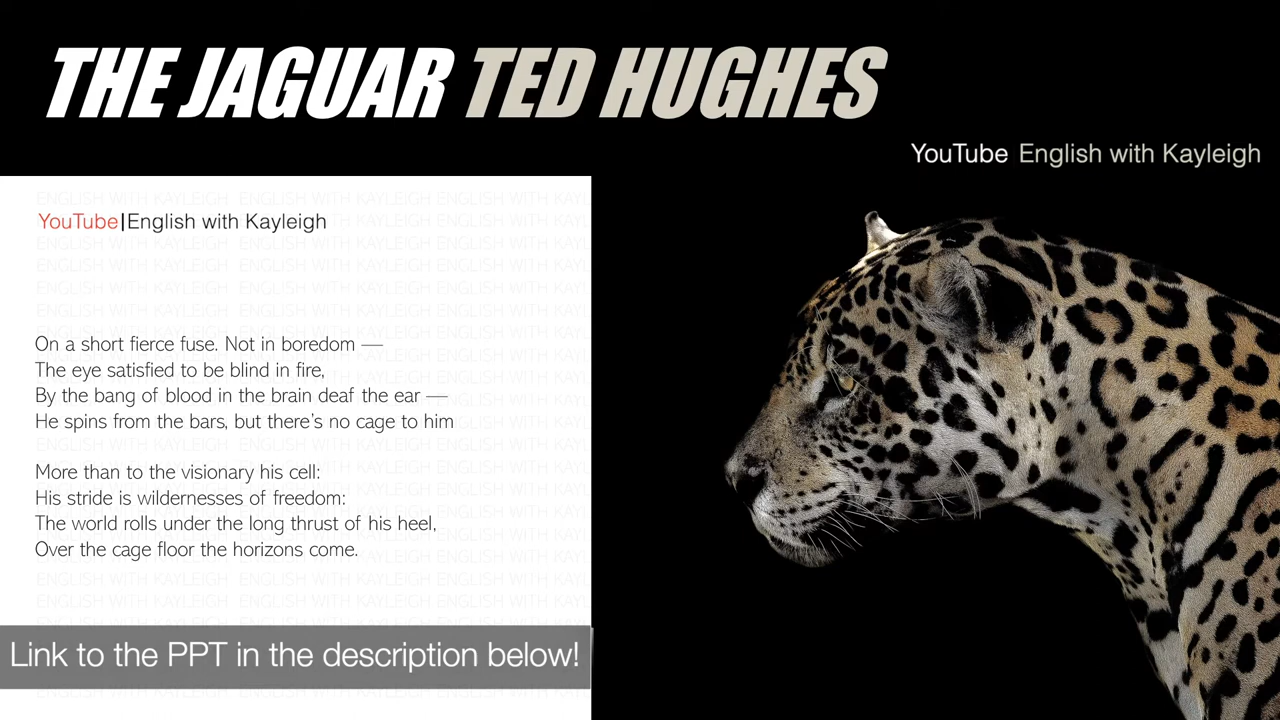 THE JAGUAR TED HUGHES
YouTube English with Kayleigh
YouTube|English with Kayleigh
On a short fierce fuse. Not in boredom —
The eye satisfied to be blind in fire,
By the bang of blood in the brain deaf the ear —
He spins from the bars, but there's no cage to him
More than to the visionary his cell:
His stride is wildernesses of freedom:
The world rolls under the long thrust of his heel,
Over the cage floor the horizons come.
Link to the PPT in the description below!